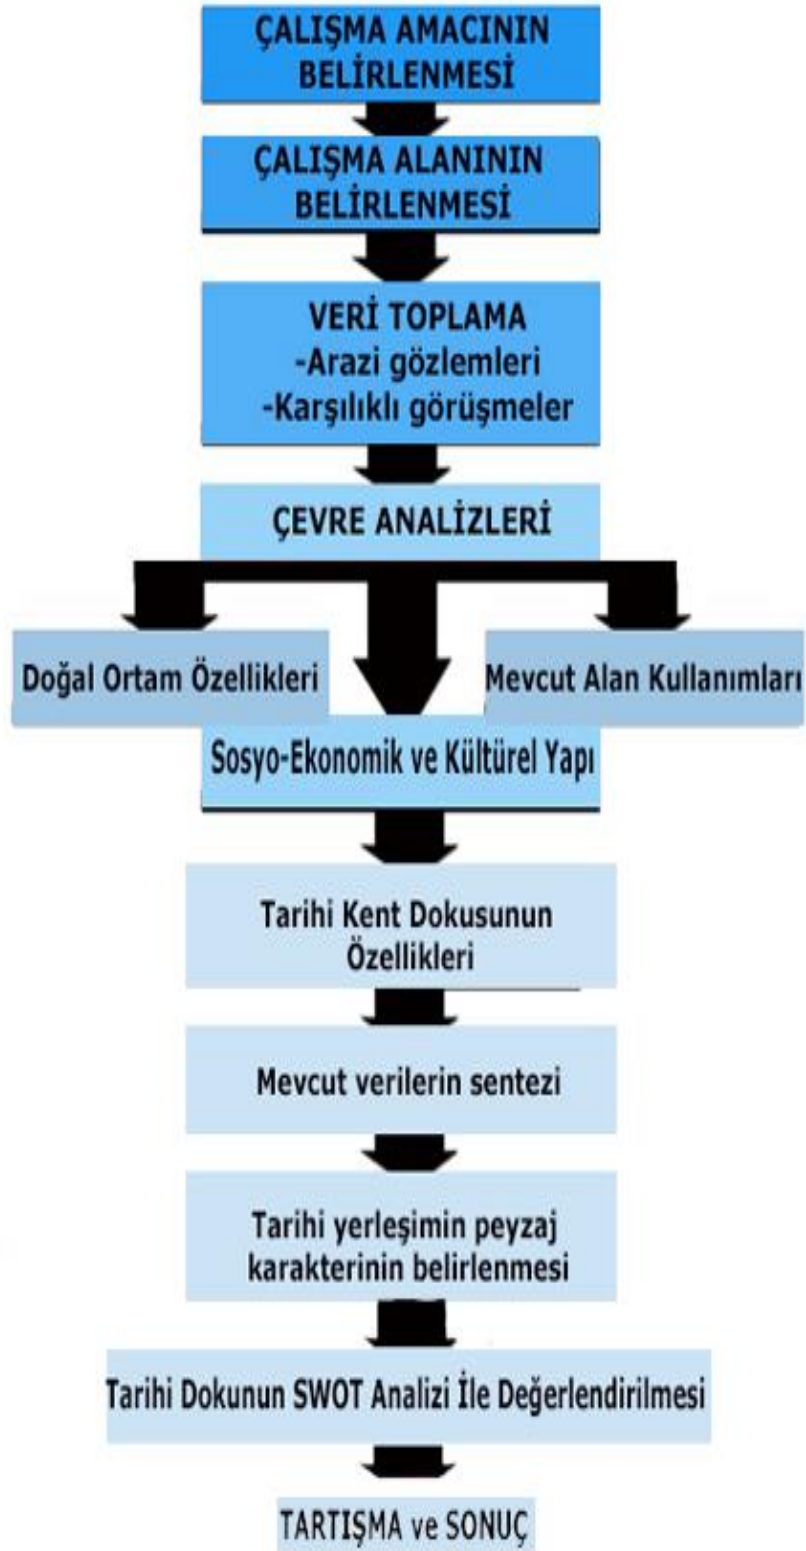 ÇALIŞMA AMACININ
BELİRLENMESİ
ÇALIŞMA ALANININ
BELİRLENMESİ
VERİ TOPLAMA
-Arazi gözlemleri
-Karşılıklı görüşmeler
ÇEVRE ANALİZLERİ
Doğal Ortam Özellikleri
Mevcut Alan Kullanımları
Sosyo-Ekonomik ve Kültürel Yapı
Tarihi Kent Dokusunun
Özellikleri
Mevcut verilerin sentezi
Tarihi yerleşimin peyzaj
karakterinin belirlenmesi
Tarihi Dokunun SWOT Analizi İle Değerlendirilmesi
TARTIŞMA ve SONUÇ